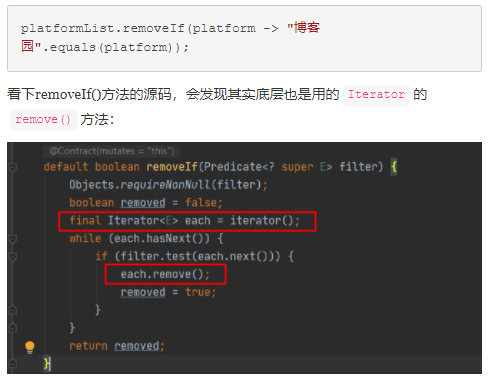 platformList.removeIf(platform -> "博客
园".equals(platform));
看下removeIf()方法的源码，会发现其实底层也是用的 Iterator 的
remove() 方法：
@Contract(mutates = "this")
default boolean removeIf(Predicate<? super E> filter) {
Objects.requireNonNull(filter);
boolean removed = false;
final Iterator<E> each = iterator();
while (each.hasNext()) {
if (filter.test(each.next())) {
each.remove();
removed = true;
}
}
return removed;
}